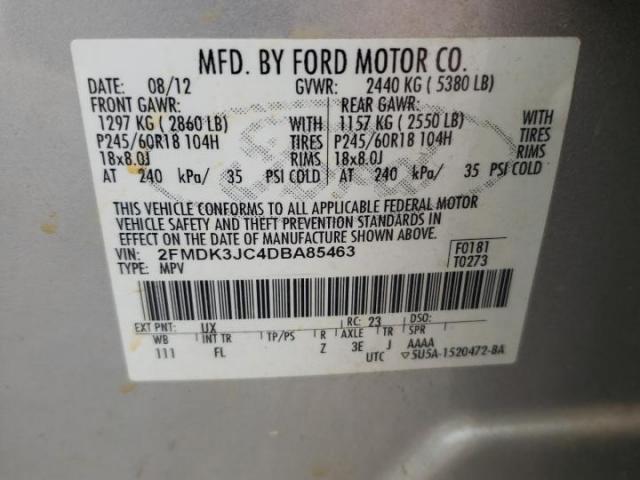 MFD. BY FORD MOTOR CO.
DATE: 08/12 GVWR: 2440 KG ( 5380 LB)
FRONT GAWR: REAR GAWR:
1297 KG ( 2860 LB) WITH 1157 KG ( 2550 LB) WITH
P245/60R18 104H TIRES P245/60R18 104H TIRES
18x8.0J RIMS 18x8.0J RIMS
AT 240 kPa/ 35 PSI COLD AT 240 kPa/ 35 PSI COLD
THIS VEHICLE CONFORMS TO ALL APPLICABLE FEDERAL MOTOR
VEHICLE SAFETY AND THEFT PREVENTION STANDARDS IN
EFFECT ON THE DATE OF MANUFACTURE SHOWN ABOVE.
VIN: 2FMDK3JC4DBA85463 F0181
TYPE: MPV T0273
EXT PNT: UX RC: 23 DSO:
WB INT TR TP/PS R AXLE TR SPR
111 FL Z 3E J AAAA
UTC ▽5U5A-1520472-BA